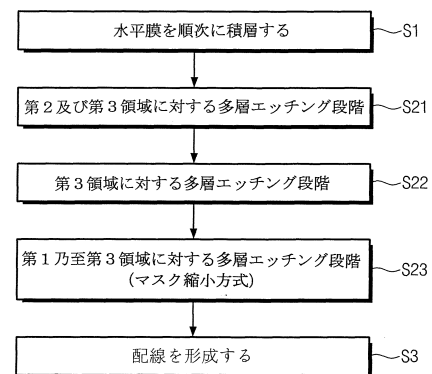 水平膜を順次に積層する
S1
第2及び第3領域に対する多層エッチング段階
S21
第3領域に対する多層エッチング段階
S22
第1乃至第3領域に対する多層エッチング段階
(マスク縮小方式)
S23
配線を形成する
S3